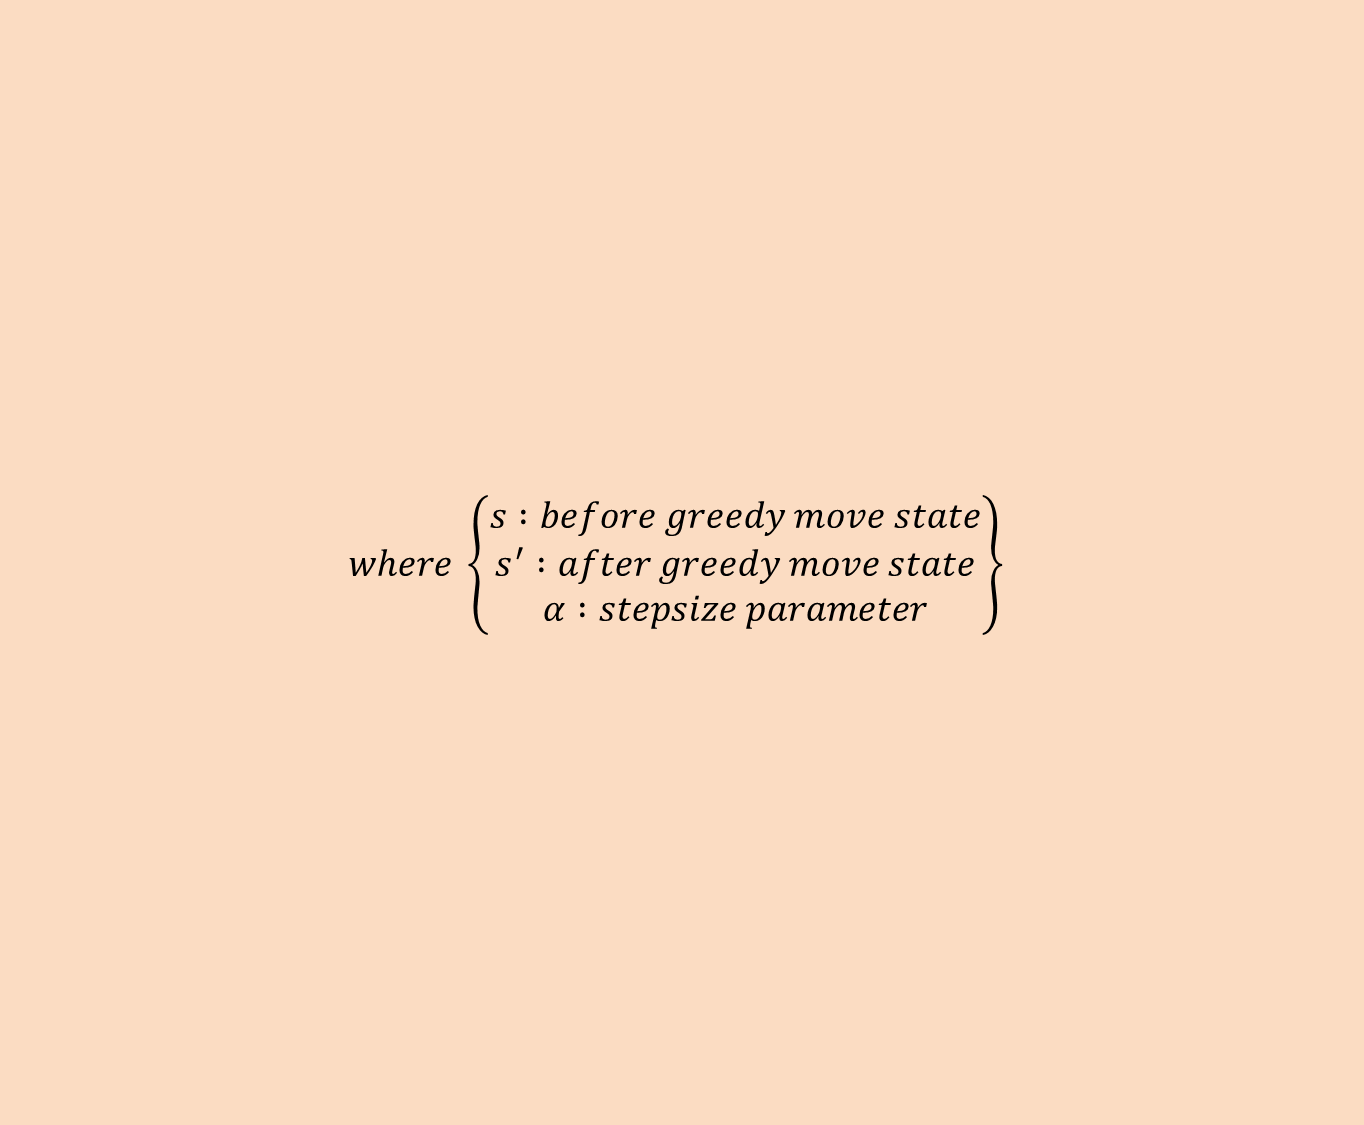 where { s : before greedy move state
s′ : after greedy move state
α : stepsize parameter }